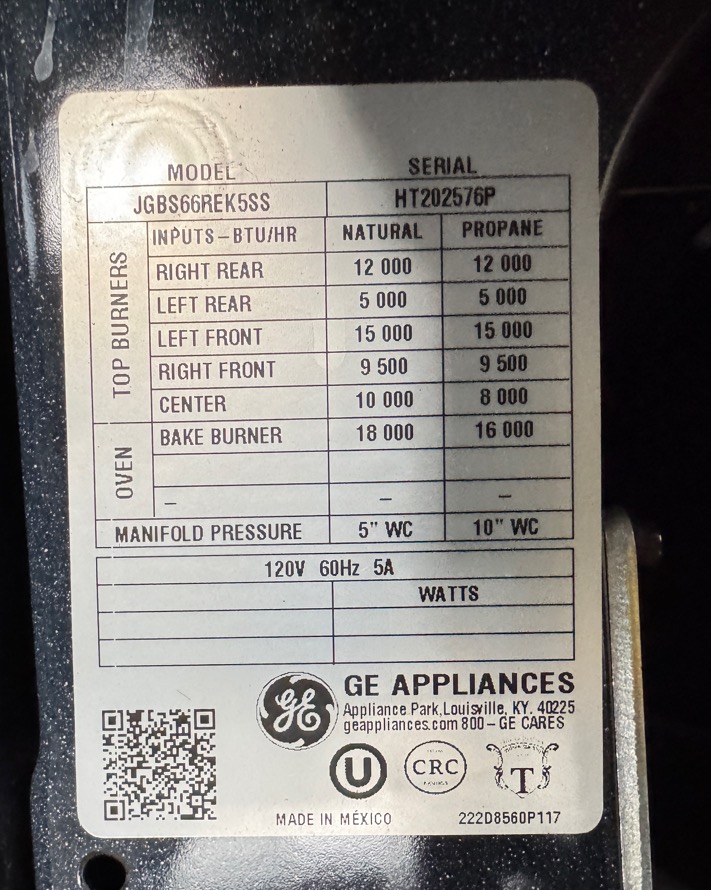 MODEL SERIAL
JGBS66REK5SS HT202576P
TOP BURNERS
INPUTS-BTU/HR NATURAL PROPANE
RIGHT REAR 12 000 12 000
LEFT REAR 5 000 5 000
LEFT FRONT 15 000 15 000
RIGHT FRONT 9 500 9 500
CENTER 10 000 8 000
OVEN
BAKE BURNER 18 000 16 000
– – –
MANIFOLD PRESSURE 5" WC 10" WC
120V 60Hz 5A
WATTS
GE
GE APPLIANCES
Appliance Park,Louisville, KY. 40225
geappliances.com 800-GE CARES
U CRC T
MADE IN MÉXICO 222D8560P117